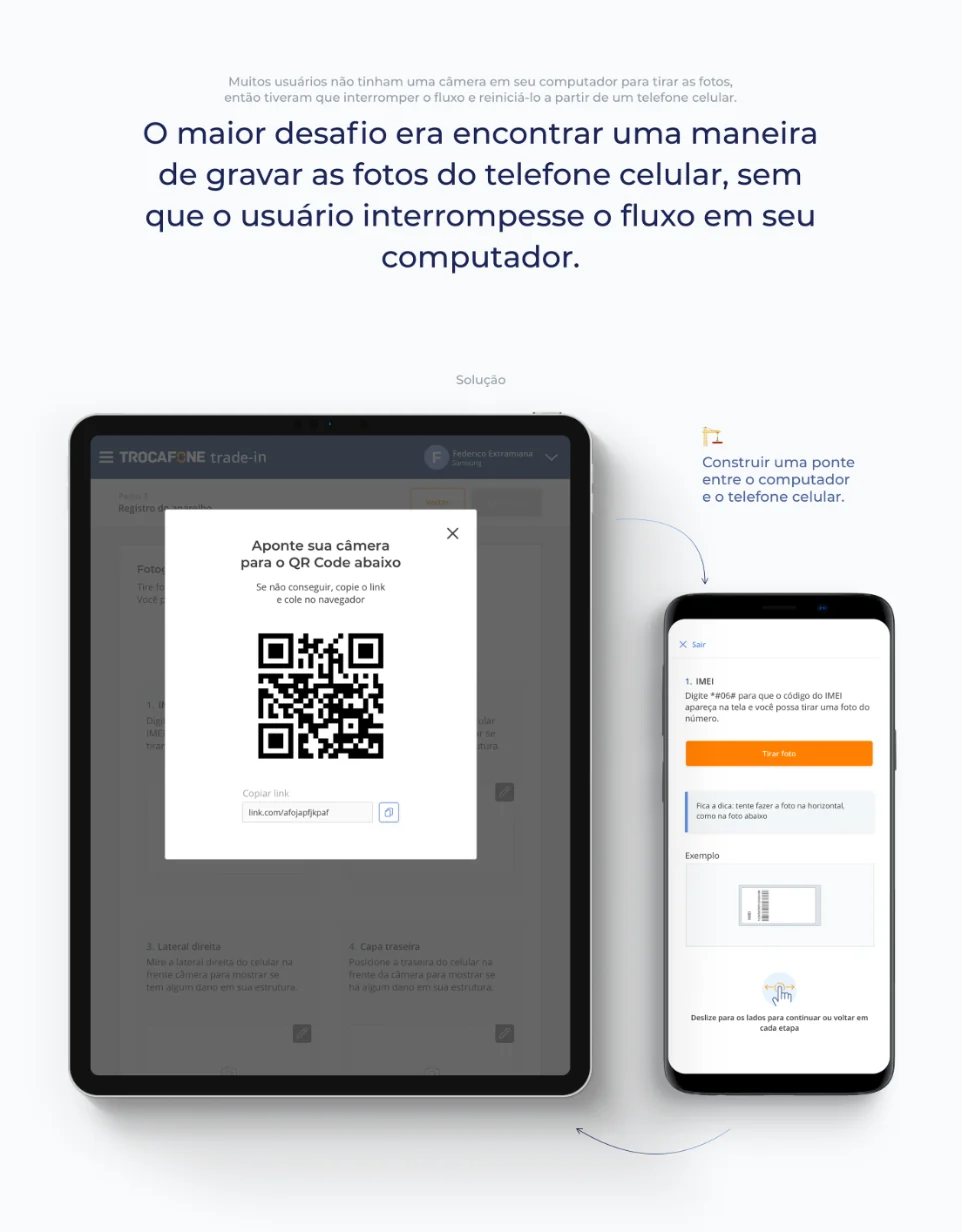 Muitos usuários não tinham uma câmera em seu computador para tirar as fotos,
então tiveram que interromper o fluxo e reiniciá-lo a partir de um telefone celular.
O maior desafio era encontrar uma maneira
de gravar as fotos do telefone celular, sem
que o usuário interrompesse o fluxo em seu
computador.
Solução
Construir uma ponte
entre o computador
e o telefone celular.
TROCAFONE trade-in
F
Federico Extramiana
Samsung
Registro de aparelho
Aponte sua câmera
para o QR Code abaixo
Se não conseguir, copie o link
e cole no navegador
Copiar link
link.com/afojapfjkpaf
3. Lateral direita
Mire a lateral direita do celular na
frente câmera para mostrar se
tem algum dano em sua estrutura.
4. Capa traseira
Posicione a traseira do celular na
frente da câmera para mostrar se
há algum dano em sua estrutura.
Sair
1. IMEI
Digite *#06# para que o código do IMEI
apareça na tela e você possa tirar uma foto do
número.
Tirar foto
Fica a dica: tente fazer a foto na horizontal,
como na foto abaixo
Exemplo
Deslize para os lados para continuar ou voltar em
cada etapa